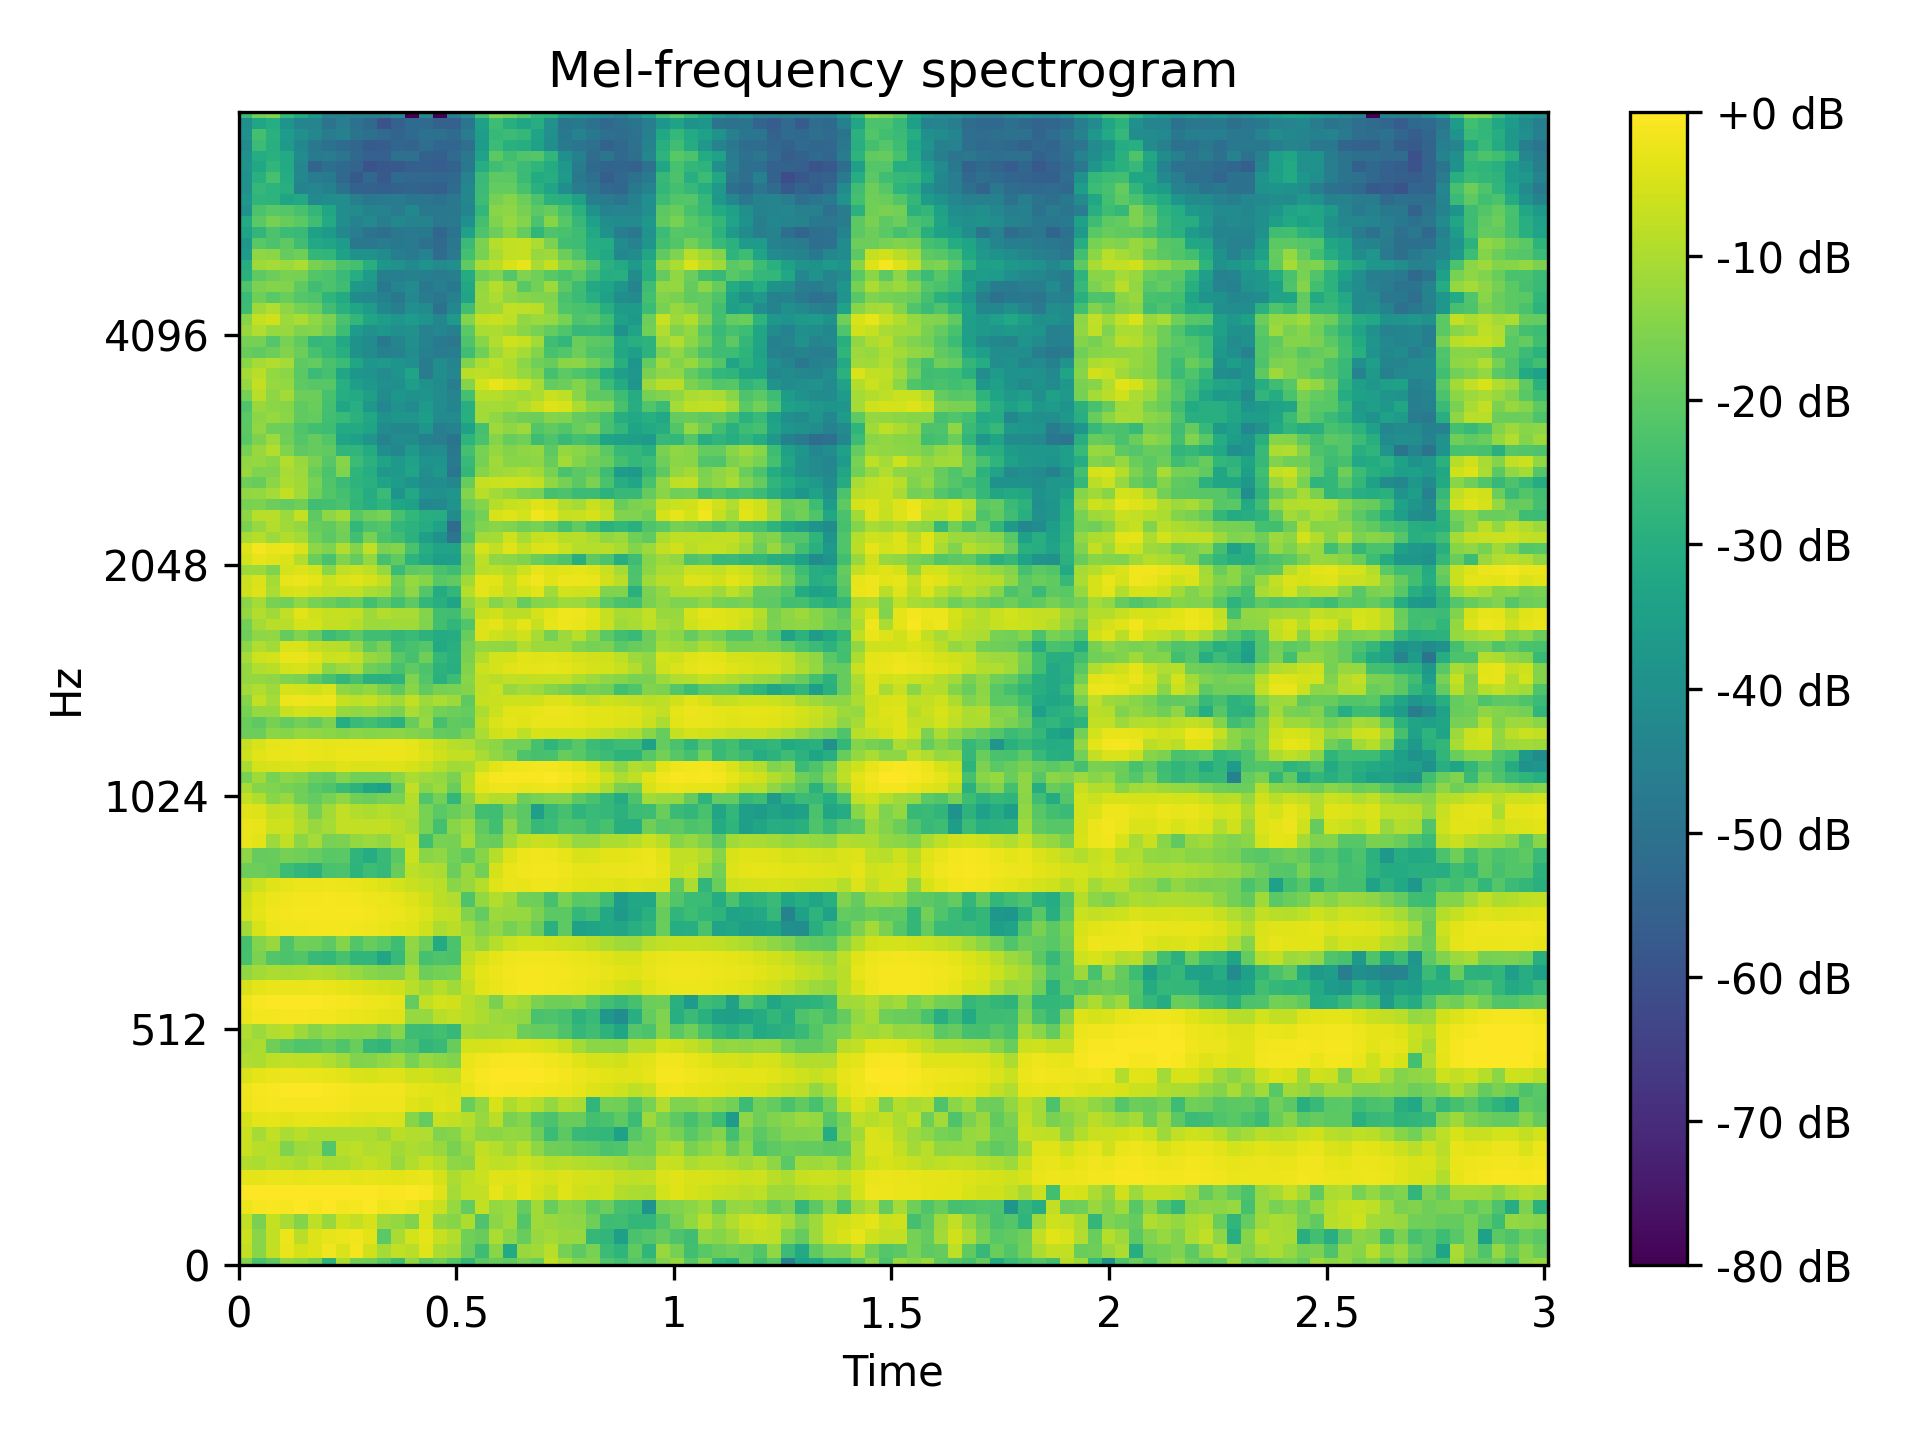 Mel-frequency spectrogram
Hz
4096
2048
1024
512
0
0 0.5 1 1.5 2 2.5 3
Time
+0 dB
-10 dB
-20 dB
-30 dB
-40 dB
-50 dB
-60 dB
-70 dB
-80 dB